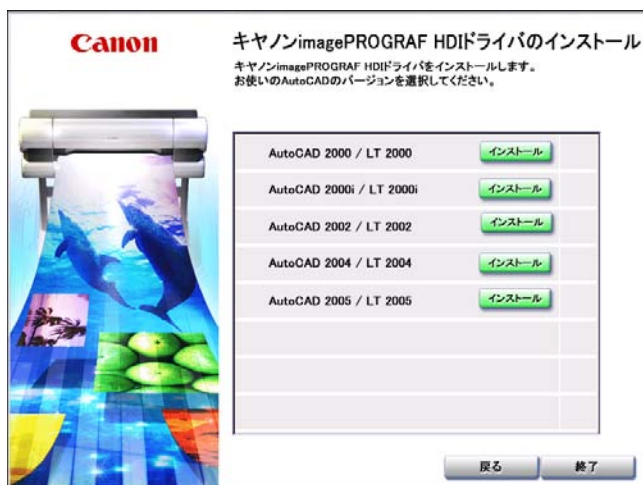 Canon
キヤノンimagePROGRAF HDIドライバのインストール
キヤノンimagePROGRAF HDIドライバをインストールします。
お使いのAutoCADのバージョンを選択してください。
AutoCAD 2000 / LT 2000 インストール
AutoCAD 2000i / LT 2000i インストール
AutoCAD 2002 / LT 2002 インストール
AutoCAD 2004 / LT 2004 インストール
AutoCAD 2005 / LT 2005 インストール
戻る 終了